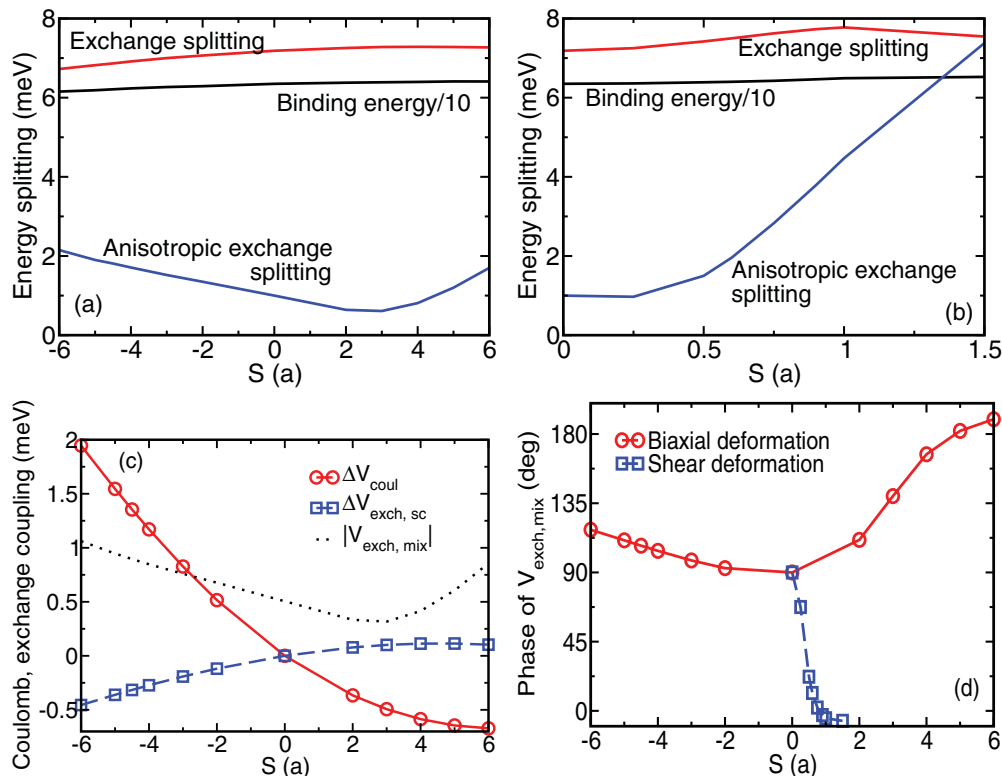 8
6
4
2
0
Energy splitting (meV)
Exchange splitting
Binding energy/10
Anisotropic exchange
splitting
(a)
-6 -4 -2 0 2 4 6
S (a)
8
6
4
2
0
Energy splitting (meV)
Exchange splitting
Binding energy/10
Anisotropic exchange
splitting
(b)
0 0.5 1 1.5
S (a)
2
1.5
1
0.5
0
-0.5
Coulomb, exchange coupling (meV)
(c)
ΔVcoul
ΔVexch, sc
|Vexch, mix|
-6 -4 -2 0 2 4 6
S (a)
180
135
90
45
0
Phase of Vexch,mix (deg)
Biaxial deformation
Shear deformation
(d)
-6 -4 -2 0 2 4 6
S (a)